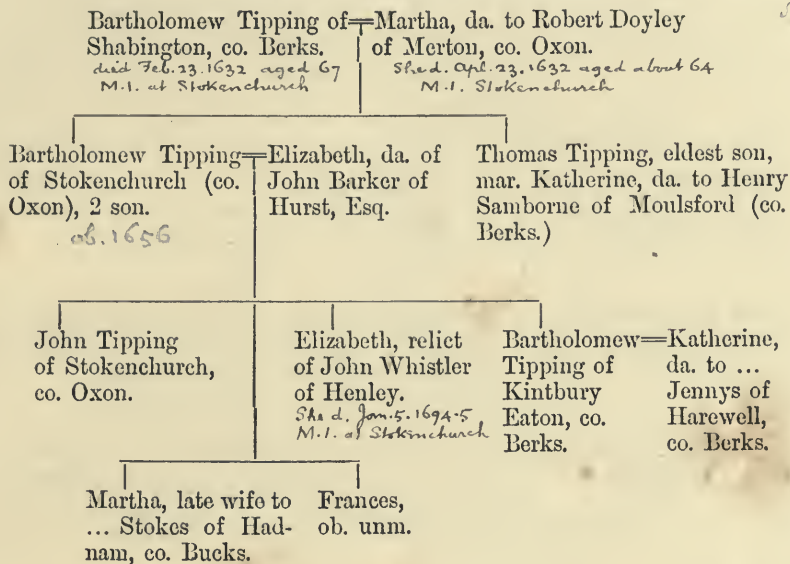 Bartholomew Tipping of
Shabington, co. Berks.
died Feb. 23. 1632 aged 67
M.I. at Stokenchurch
Martha, da. to Robert Doyley
of Merton, co. Oxon.
She d. Apl. 23. 1632 aged about 64
M.I. Stokenchurch
Bartholomew Tipping
of Stokenchurch (co.
Oxon), 2 son.
ob. 1656
Elizabeth, da. of
John Barker of
Hurst, Esq.
Thomas Tipping, eldest son,
mar. Katherine, da. to Henry
Samborne of Moulsford (co.
Berks.)
John Tipping
of Stokenchurch,
co. Oxon.
Elizabeth, relict
of John Whistler
of Henley.
She d. Jan. 5. 1694-5
M.I. at Stokenchurch
Bartholomew
Tipping of
Kintbury
Eaton, co.
Berks.
Katherine,
da. to ...
Jennys of
Harewell,
co. Berks.
Martha, late wife to
... Stokes of Had-
nam, co. Bucks.
Frances,
ob. unm.